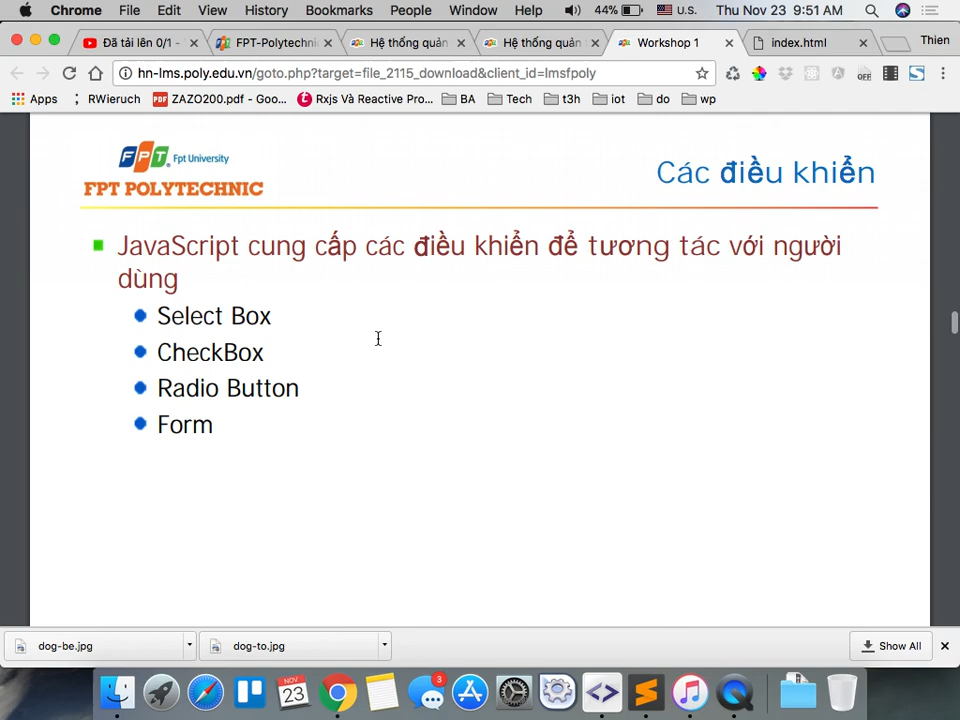 Chrome File Edit View History Bookmarks People Window Help 44% U.S. Thu Nov 23 9:51 AM
Đã tải lên 0/1 -
FPT-Polytechni
Hệ thống quản
Hệ thống quản
Workshop 1
index.html
Thien
hn-lms.poly.edu.vn/goto.php?target=file_2115_download&client_id=lmsfpoly
OFF
Apps ; RWieruch PDF ZAZO200.pdf - Goo... t Rxjs Và Reactive Pro... BA Tech t3h iot do wp
FPT. Fpt University
FPT POLYTECHNIC
Các điều khiển
JavaScript cung cấp các điều khiển để tương tác với người
dùng
Select Box
CheckBox
Radio Button
Form
dog-be.jpg
dog-to.jpg
Show All
NOV
23
3